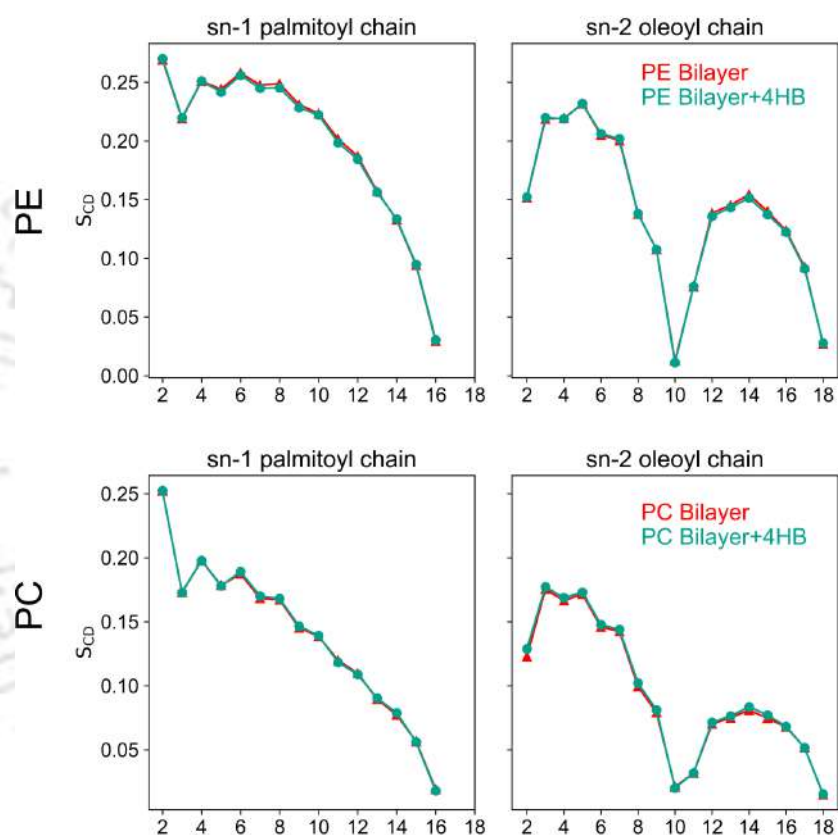 sn-1 palmitoyl chain
sn-2 oleoyl chain
PE
S_CD
0.25
0.20
0.15
0.10
0.05
0.00
PE Bilayer
PE Bilayer+4HB
2 4 6 8 10 12 14 16 18
2 4 6 8 10 12 14 16 18
sn-1 palmitoyl chain
sn-2 oleoyl chain
PC
S_CD
0.25
0.20
0.15
0.10
0.05
PC Bilayer
PC Bilayer+4HB
2 4 6 8 10 12 14 16 18
2 4 6 8 10 12 14 16 18